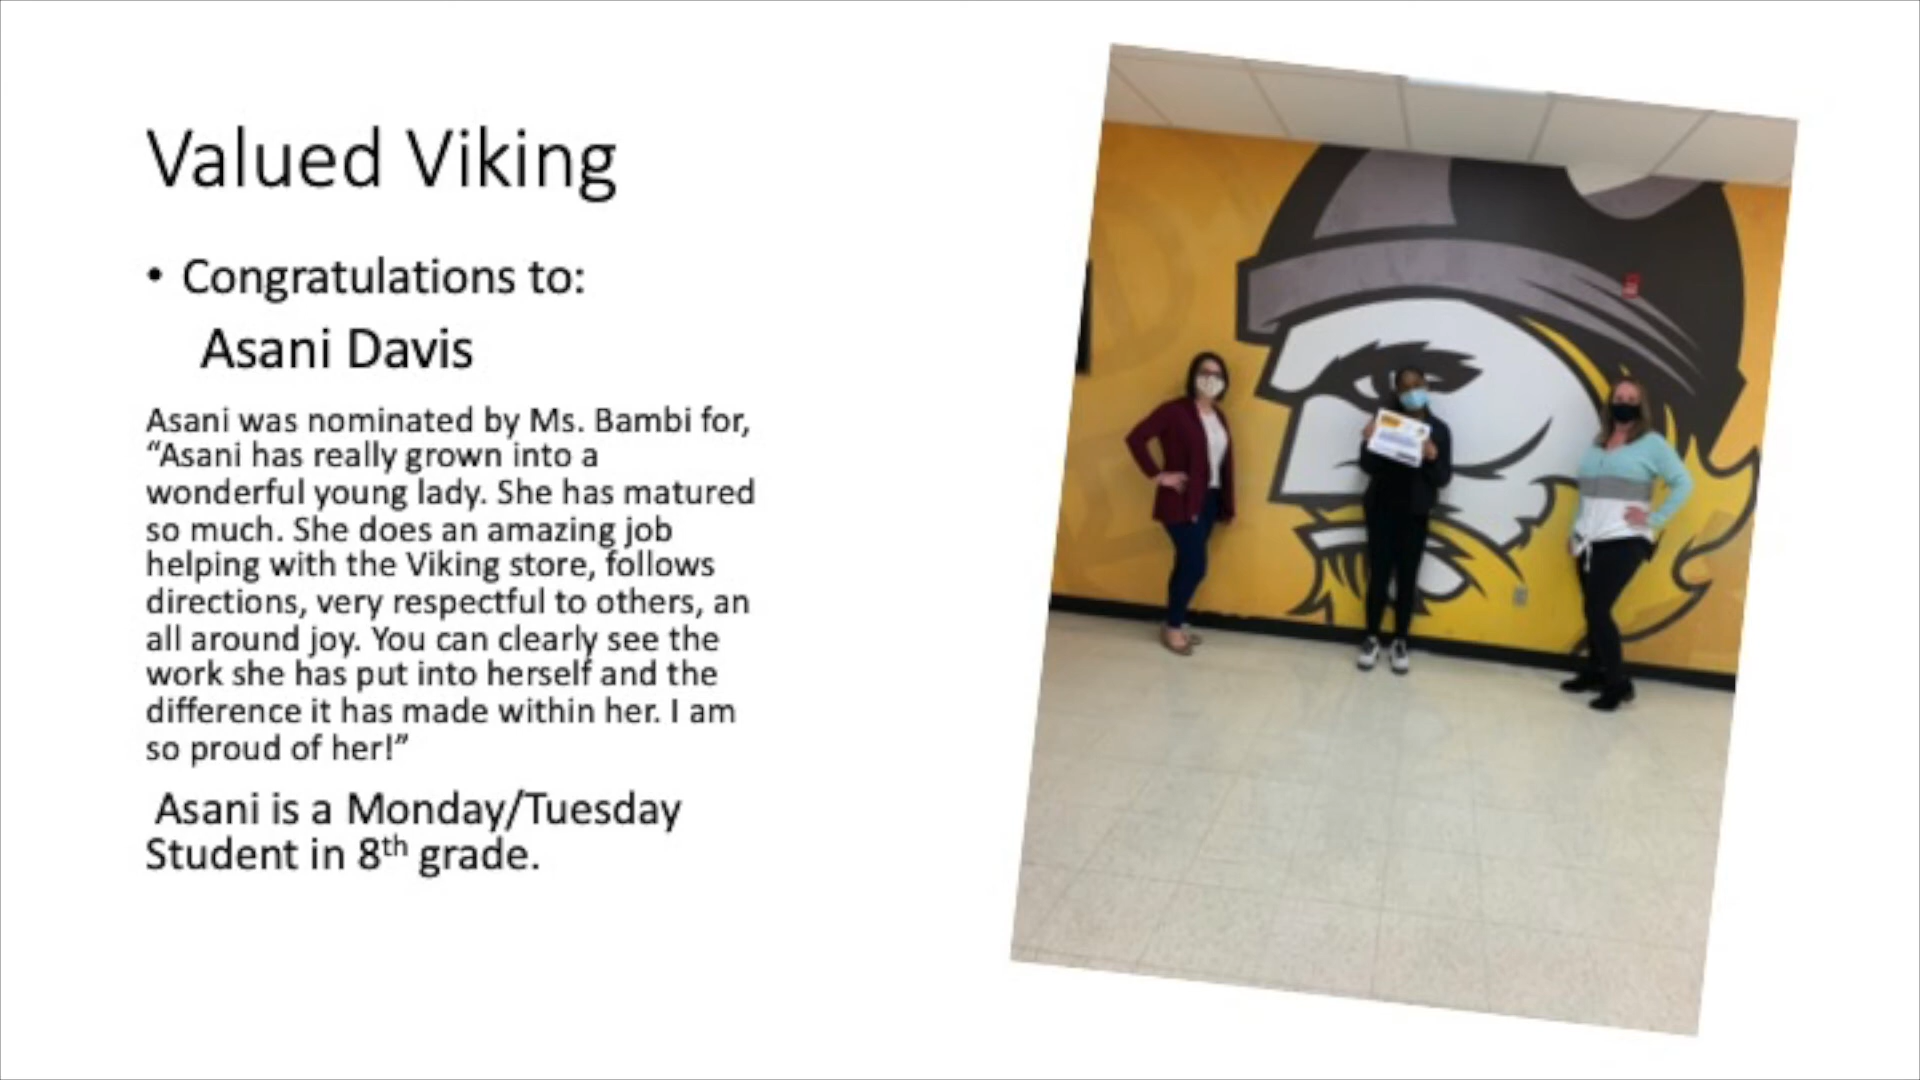 Valued Viking
• Congratulations to:
Asani Davis
Asani was nominated by Ms. Bambi for,
“Asani has really grown into a
wonderful young lady. She has matured
so much. She does an amazing job
helping with the Viking store, follows
directions, very respectful to others, an
all around joy. You can clearly see the
work she has put into herself and the
difference it has made within her. I am
so proud of her!”
Asani is a Monday/Tuesday
Student in 8th grade.